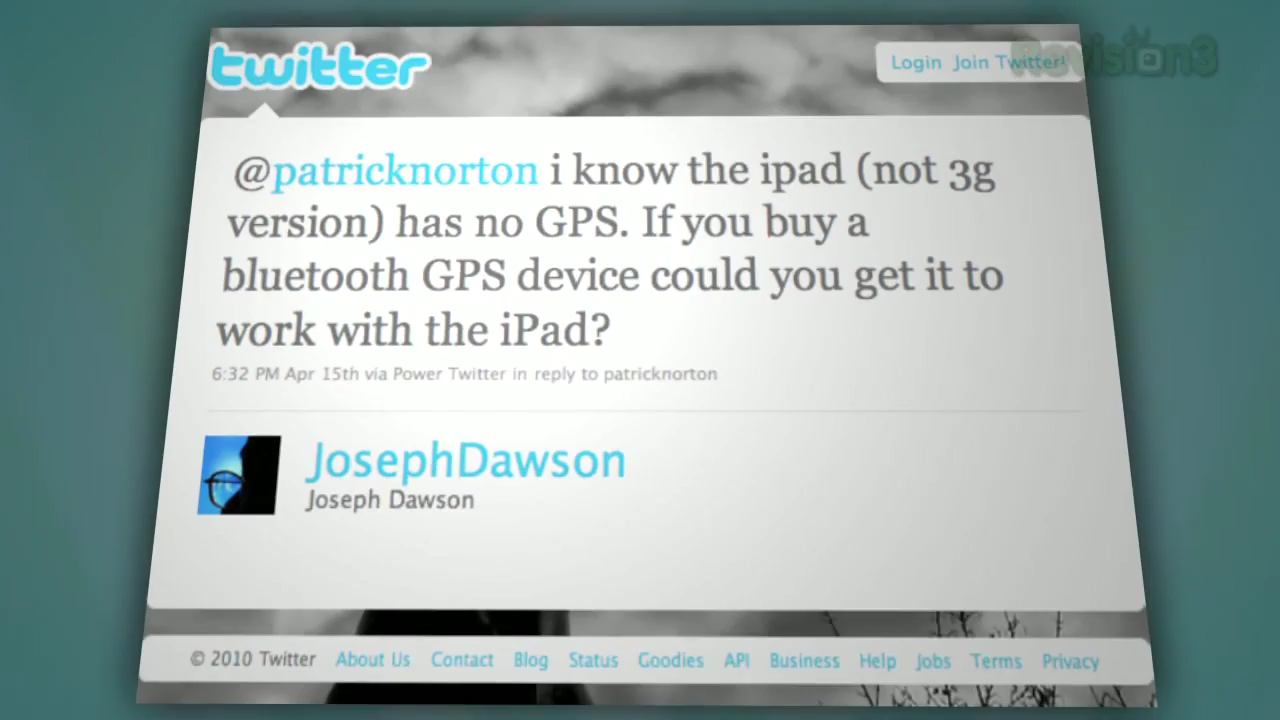 twitter
Login Join Twitter!
Revision3
@patricknorton i know the ipad (not 3g
version) has no GPS. If you buy a
bluetooth GPS device could you get it to
work with the iPad?
6:32 PM Apr 15th via Power Twitter in reply to patricknorton
JosephDawson
Joseph Dawson
© 2010 Twitter About Us Contact Blog Status Goodies API Business Help Jobs Terms Privacy